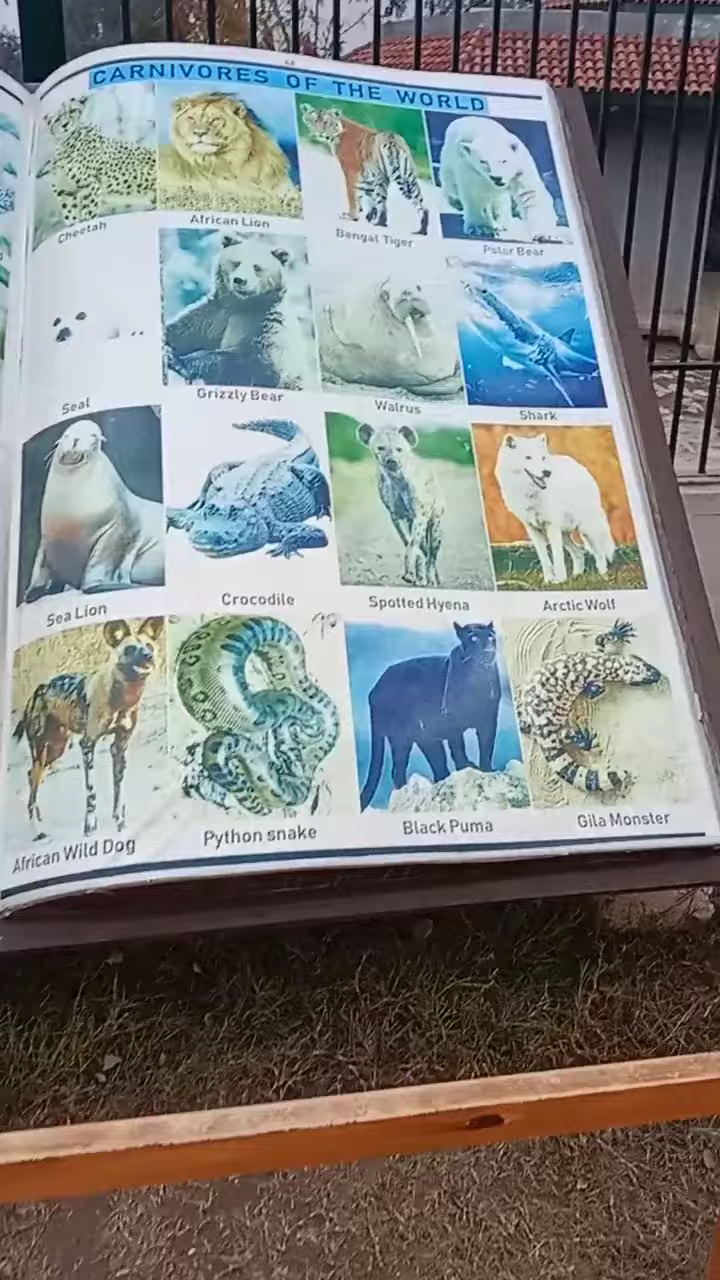 CARNIVORES OF THE WORLD
Cheetah African Lion Bengal Tiger Polar Bear
Seal Grizzly Bear Walrus Shark
Sea Lion Crocodile Spotted Hyena Arctic Wolf
African Wild Dog Python snake Black Puma Gila Monster